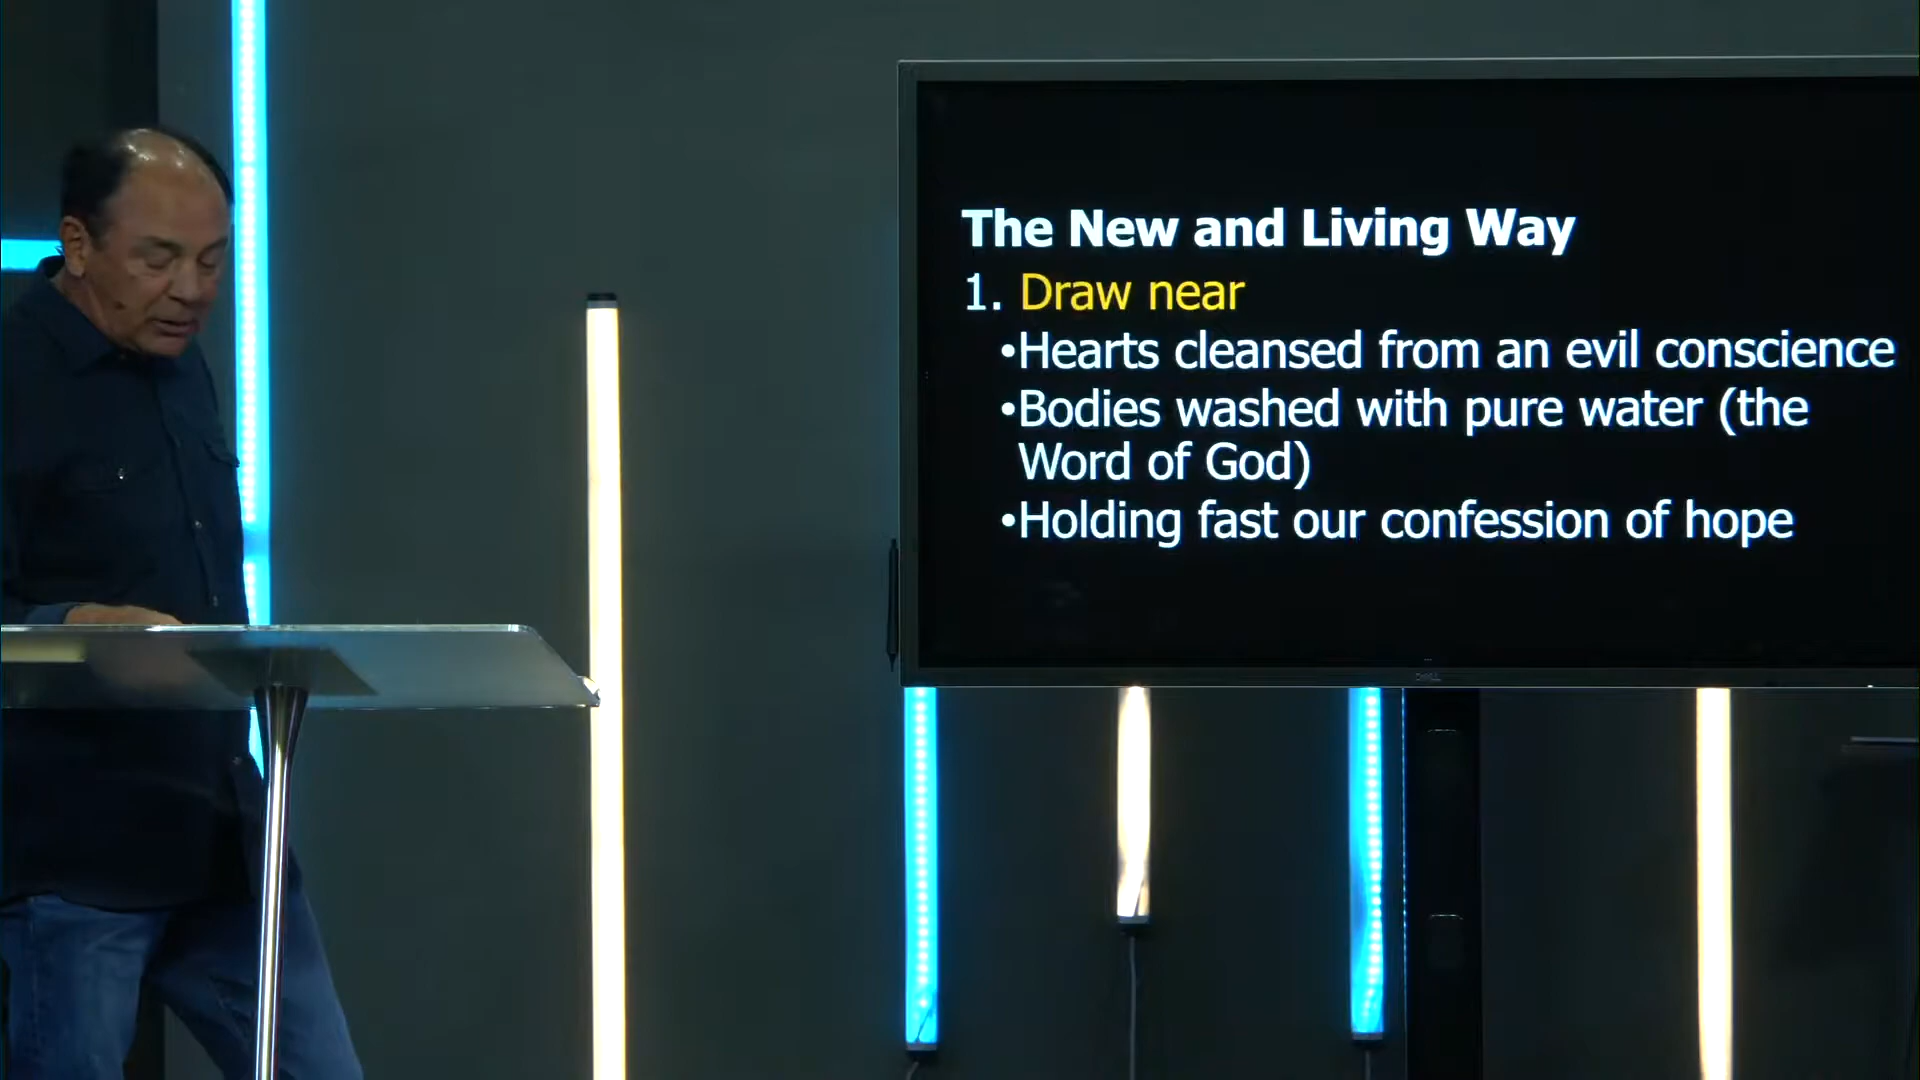 The New and Living Way
1. Draw near
•Hearts cleansed from an evil conscience
•Bodies washed with pure water (the
Word of God)
•Holding fast our confession of hope
DELL